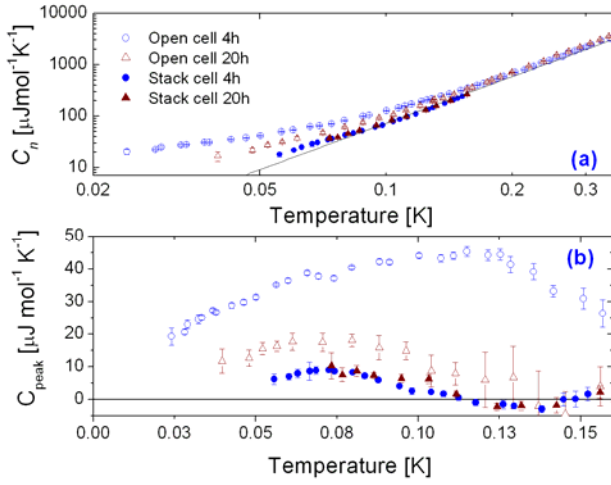 10000
1000
100
10
C_n [µJmol⁻¹K⁻¹]
Open cell 4h
Open cell 20h
Stack cell 4h
Stack cell 20h
(a)
0.02 0.05 0.1 0.2 0.3
Temperature [K]
50
40
30
20
10
0
C_peak [µJ mol⁻¹ K⁻¹]
(b)
0.00 0.03 0.05 0.08 0.10 0.13 0.15
Temperature [K]